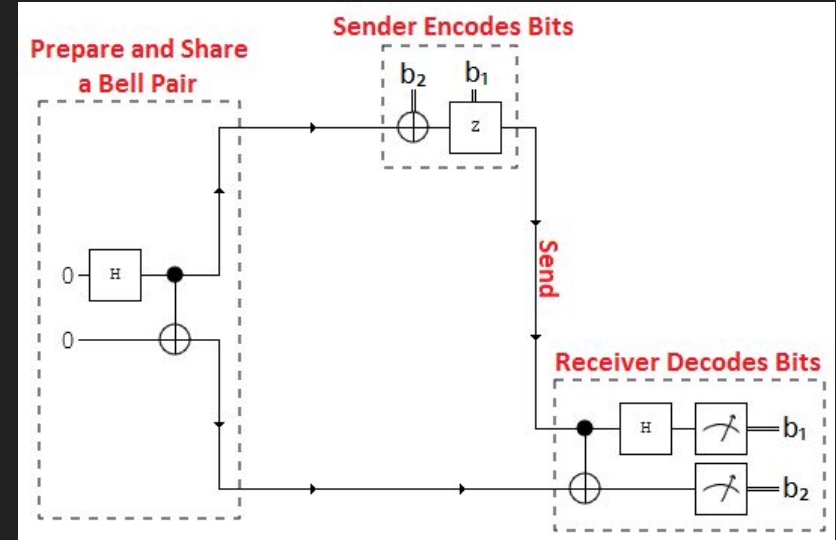 Sender Encodes Bits
Prepare and Share
a Bell Pair
b₂ b₁
Z
0 H
0
Send
Receiver Decodes Bits
H b₁
b₂